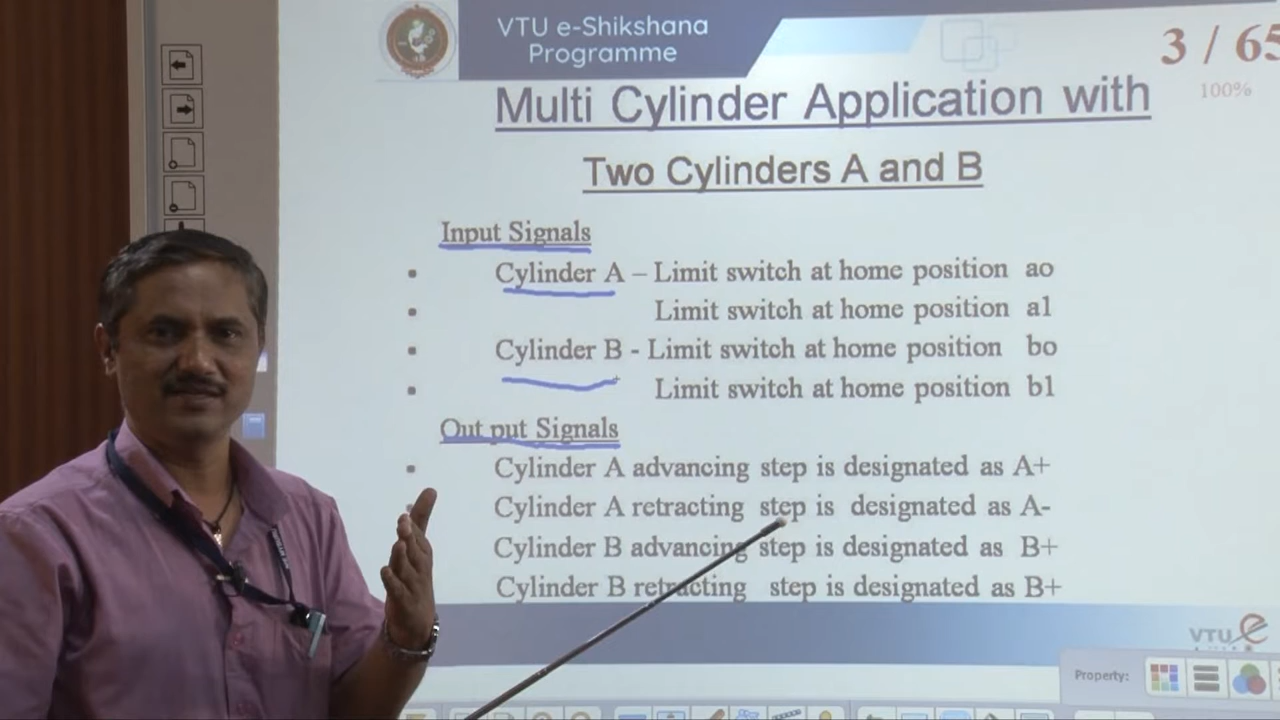 VTU e-Shikshana
Programme
3 / 65
100%
Multi Cylinder Application with
Two Cylinders A and B
Input Signals
Cylinder A – Limit switch at home position ao
Limit switch at home position a1
Cylinder B - Limit switch at home position bo
Limit switch at home position b1
Out put Signals
Cylinder A advancing step is designated as A+
Cylinder A retracting step is designated as A-
Cylinder B advancing step is designated as B+
Cylinder B retracting step is designated as B+
VTU e
Property: